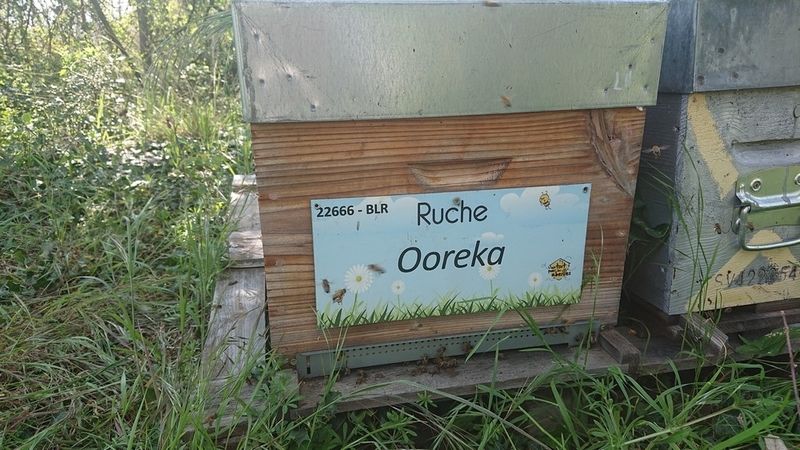 22666 - BLR
Ruche
Ooreka